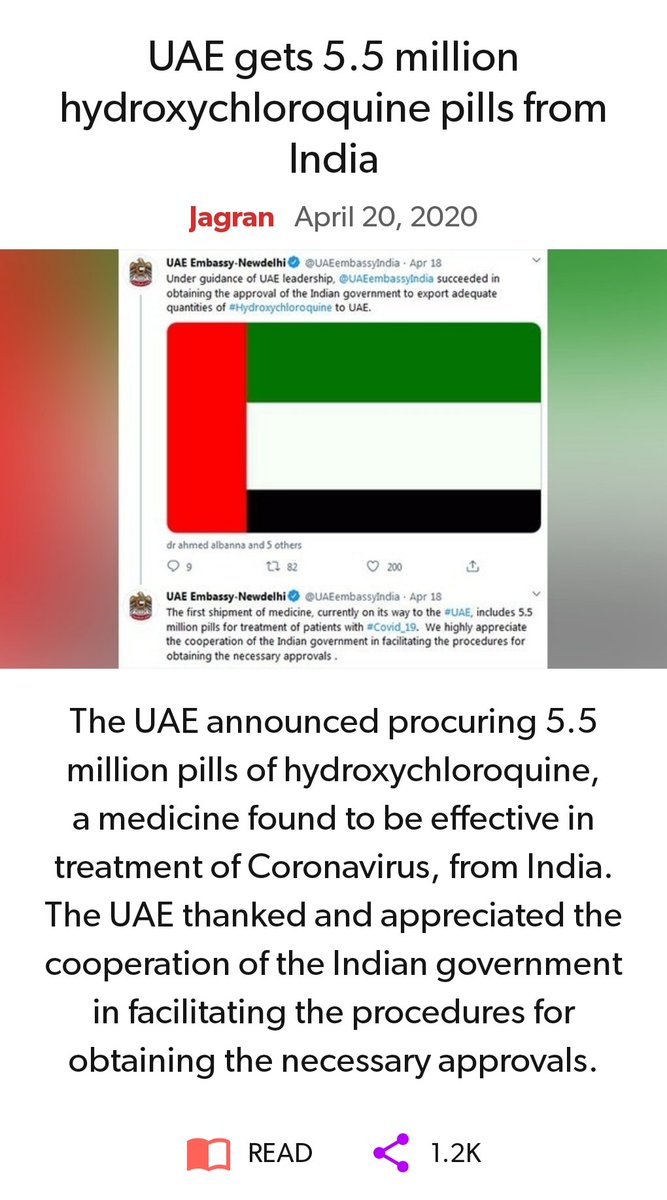 UAE gets 5.5 million
hydroxychloroquine pills from
India
Jagran April 20, 2020
UAE Embassy-Newdelhi @UAEembassyIndia · Apr 18
Under guidance of UAE leadership, @UAEembassyIndia succeeded in
obtaining the approval of the Indian government to export adequate
quantities of #Hydroxychloroquine to UAE.
dr ahmed albanna and 5 others
9 82 200
UAE Embassy-Newdelhi @UAEembassyIndia · Apr 18
The first shipment of medicine, currently on its way to the #UAE, includes 5.5
million pills for treatment of patients with #Covid_19. We highly appreciate
the cooperation of the Indian government in facilitating the procedures for
obtaining the necessary approvals .
The UAE announced procuring 5.5
million pills of hydroxychloroquine,
a medicine found to be effective in
treatment of Coronavirus, from India.
The UAE thanked and appreciated the
cooperation of the Indian government
in facilitating the procedures for
obtaining the necessary approvals.
READ 1.2K